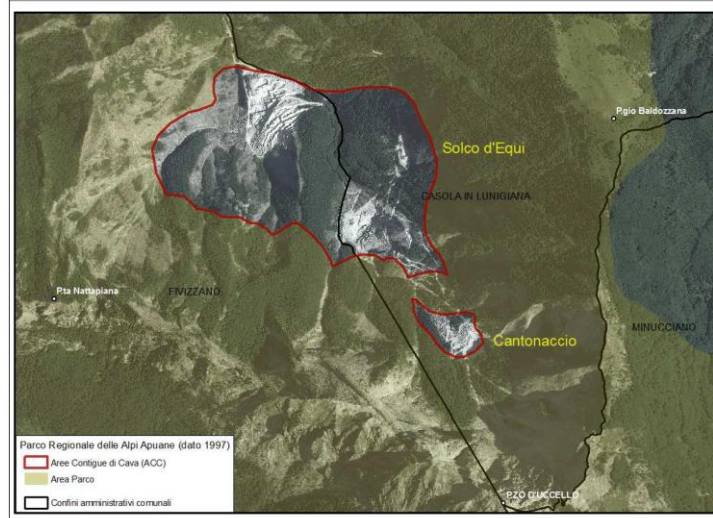 P.gio Baldozzana
Solco d'Equi
CASOLA IN LUNIGIANA
P.ta Nattapiana
FIVIZZANO
MINUCCIANO
Cantonaccio
Parco Regionale delle Alpi Apuane (dato 1997)
Aree Contigue di Cava (ACC)
Area Parco
Confini amministrativi comunali
P.ZO D'UCCELLO